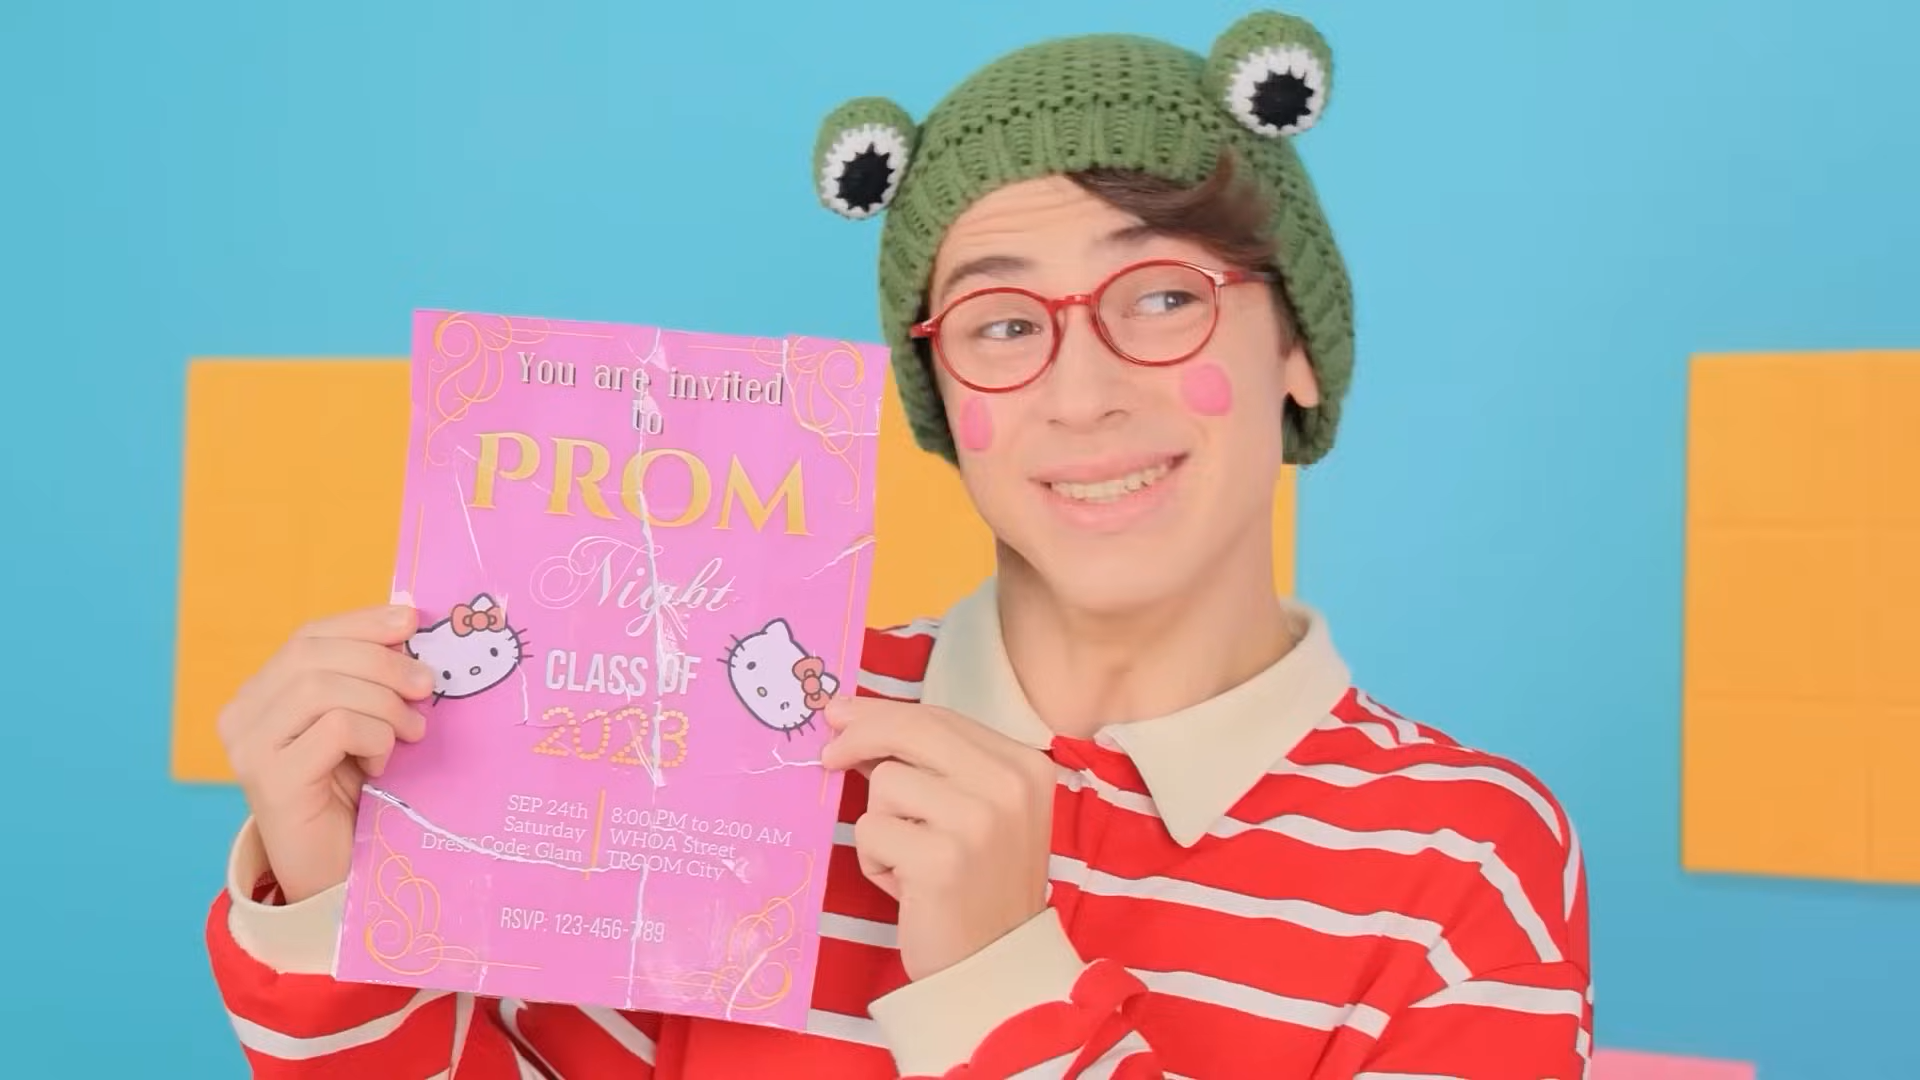 You are invited
to
PROM
Night
CLASS OF
2023
SEP 24th
Saturday
Dress Code: Glam
8:00 PM to 2:00 AM
WHOA Street
TROOM City
RSVP: 123-456-789